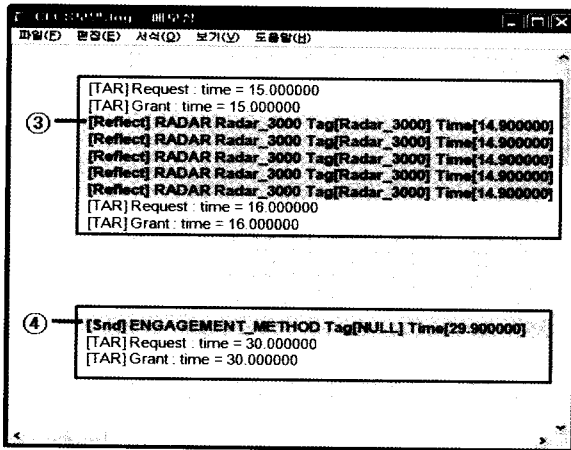 파일(F) 편집(E) 서식(O) 보기(V) 도움말(H)
[TAR] Request : time = 15.000000
[TAR] Grant : time = 15.000000
③ [Reflect] RADAR Radar_3000 Tag[Radar_3000] Time[14.900000]
[Reflect] RADAR Radar_3000 Tag[Radar_3000] Time[14.900000]
[Reflect] RADAR Radar_3000 Tag[Radar_3000] Time[14.900000]
[Reflect] RADAR Radar_3000 Tag[Radar_3000] Time[14.900000]
[Reflect] RADAR Radar_3000 Tag[Radar_3000] Time[14.900000]
[TAR] Request : time = 16.000000
[TAR] Grant : time = 16.000000
④ [Snd] ENGAGEMENT_METHOD Tag[NULL] Time[29.900000]
[TAR] Request : time = 30.000000
[TAR] Grant : time = 30.000000